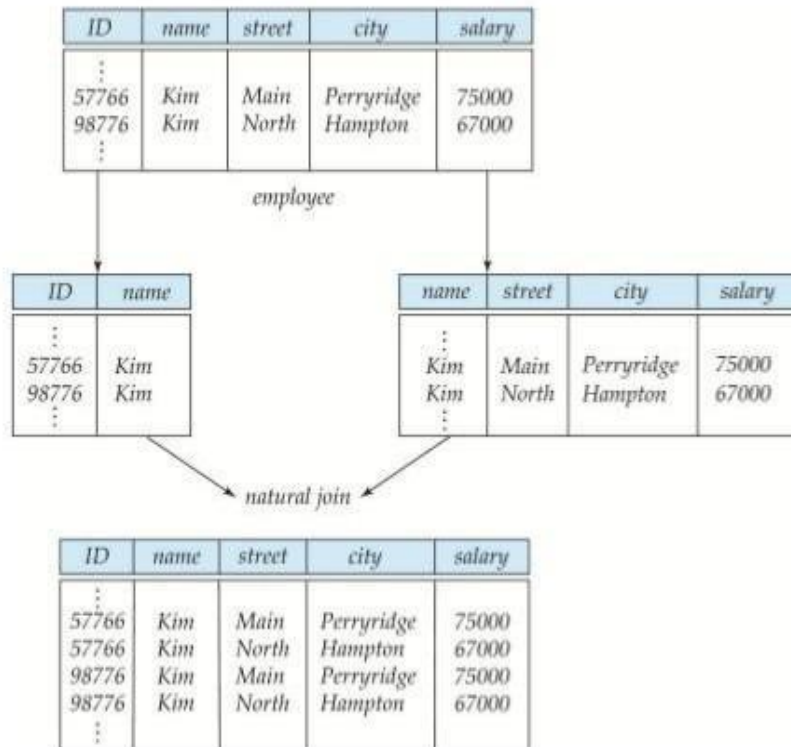 ID name street city salary
⋮
57766 Kim Main Perryridge 75000
98776 Kim North Hampton 67000
⋮
employee
ID name
⋮
57766 Kim
98776 Kim
⋮
name street city salary
⋮
Kim Main Perryridge 75000
Kim North Hampton 67000
⋮
natural join
ID name street city salary
⋮
57766 Kim Main Perryridge 75000
57766 Kim North Hampton 67000
98776 Kim Main Perryridge 75000
98776 Kim North Hampton 67000
⋮